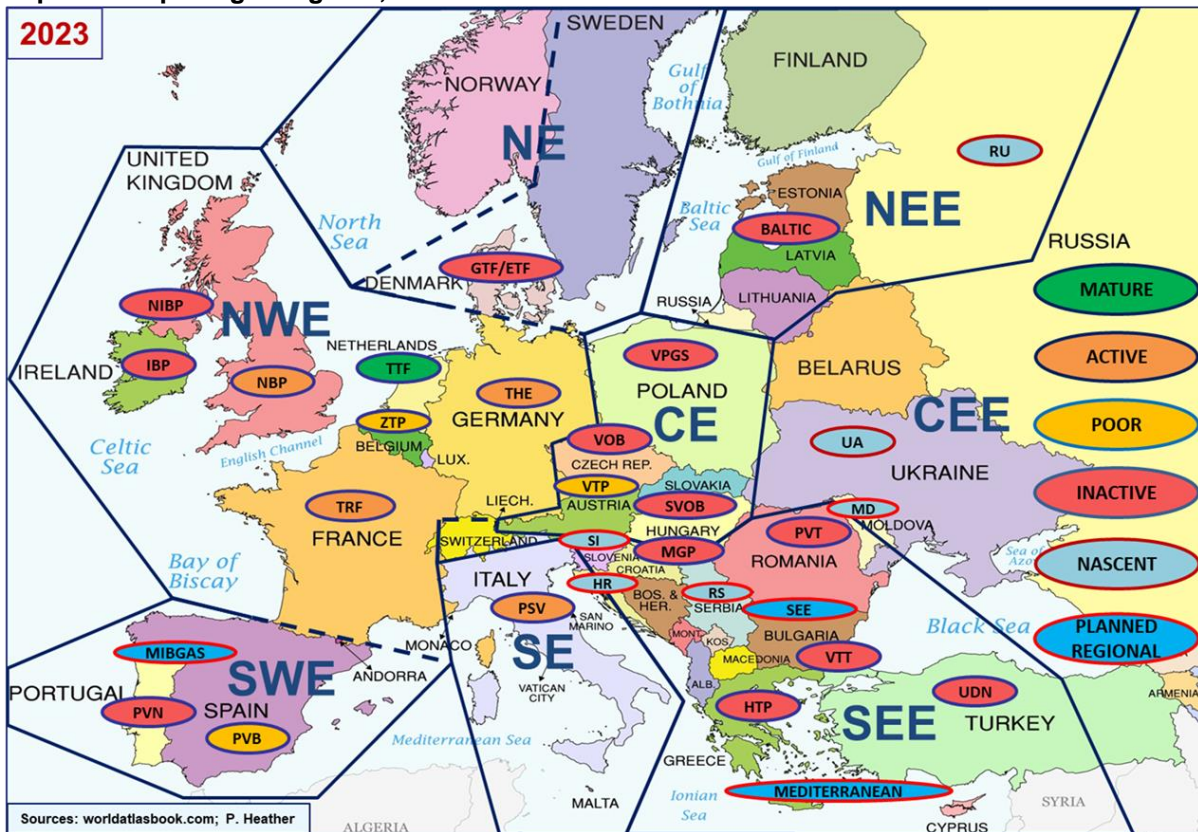 2023
SWEDEN
FINLAND
NORWAY
Gulf
of
Bothnia
NE
RU
UNITED
KINGDOM
Gulf of Finland
ESTONIA
NEE
North
Sea
Baltic
Sea
BALTIC
LATVIA
RUSSIA
DENMARK
GTF/ETF
LITHUANIA
MATURE
NIBP
NWE
RUSSIA
NETHERLANDS
TTF
VPGS
POLAND
BELARUS
ACTIVE
IRELAND
IBP
NBP
THE
GERMANY
CE
CEE
ZTP
BELGIUM
VOB
CZECH REP.
UA
UKRAINE
POOR
Celtic
Sea
English Channel
LUX.
VTP
SLOVAKIA
TRF
FRANCE
LIECH.
AUSTRIA
SVOB
HUNGARY
MD
MOLDOVA
INACTIVE
SWITZERLAND
SI
SLOVENIA
MGP
PVT
ROMANIA
Sea of
Azov
Bay of
Biscay
ITALY
CROATIA
HR
BOS. &
HER.
RS
SERBIA
NASCENT
PSV
SAN
MARINO
SEE
BULGARIA
Black Sea
PLANNED
REGIONAL
MONACO
SE
MONT.
KOS.
MACEDONIA
VTT
MIBGAS
SWE
ANDORRA
VATICAN
CITY
ALB.
ARMENIA
PORTUGAL
PVN
SPAIN
PVB
HTP
SEE
UDN
TURKEY
Mediterranean Sea
GREECE
Ionian
Sea
MEDITERRANEAN
MALTA
SYRIA
CYPRUS
Sources: worldatlasbook.com; P. Heather
ALGERIA